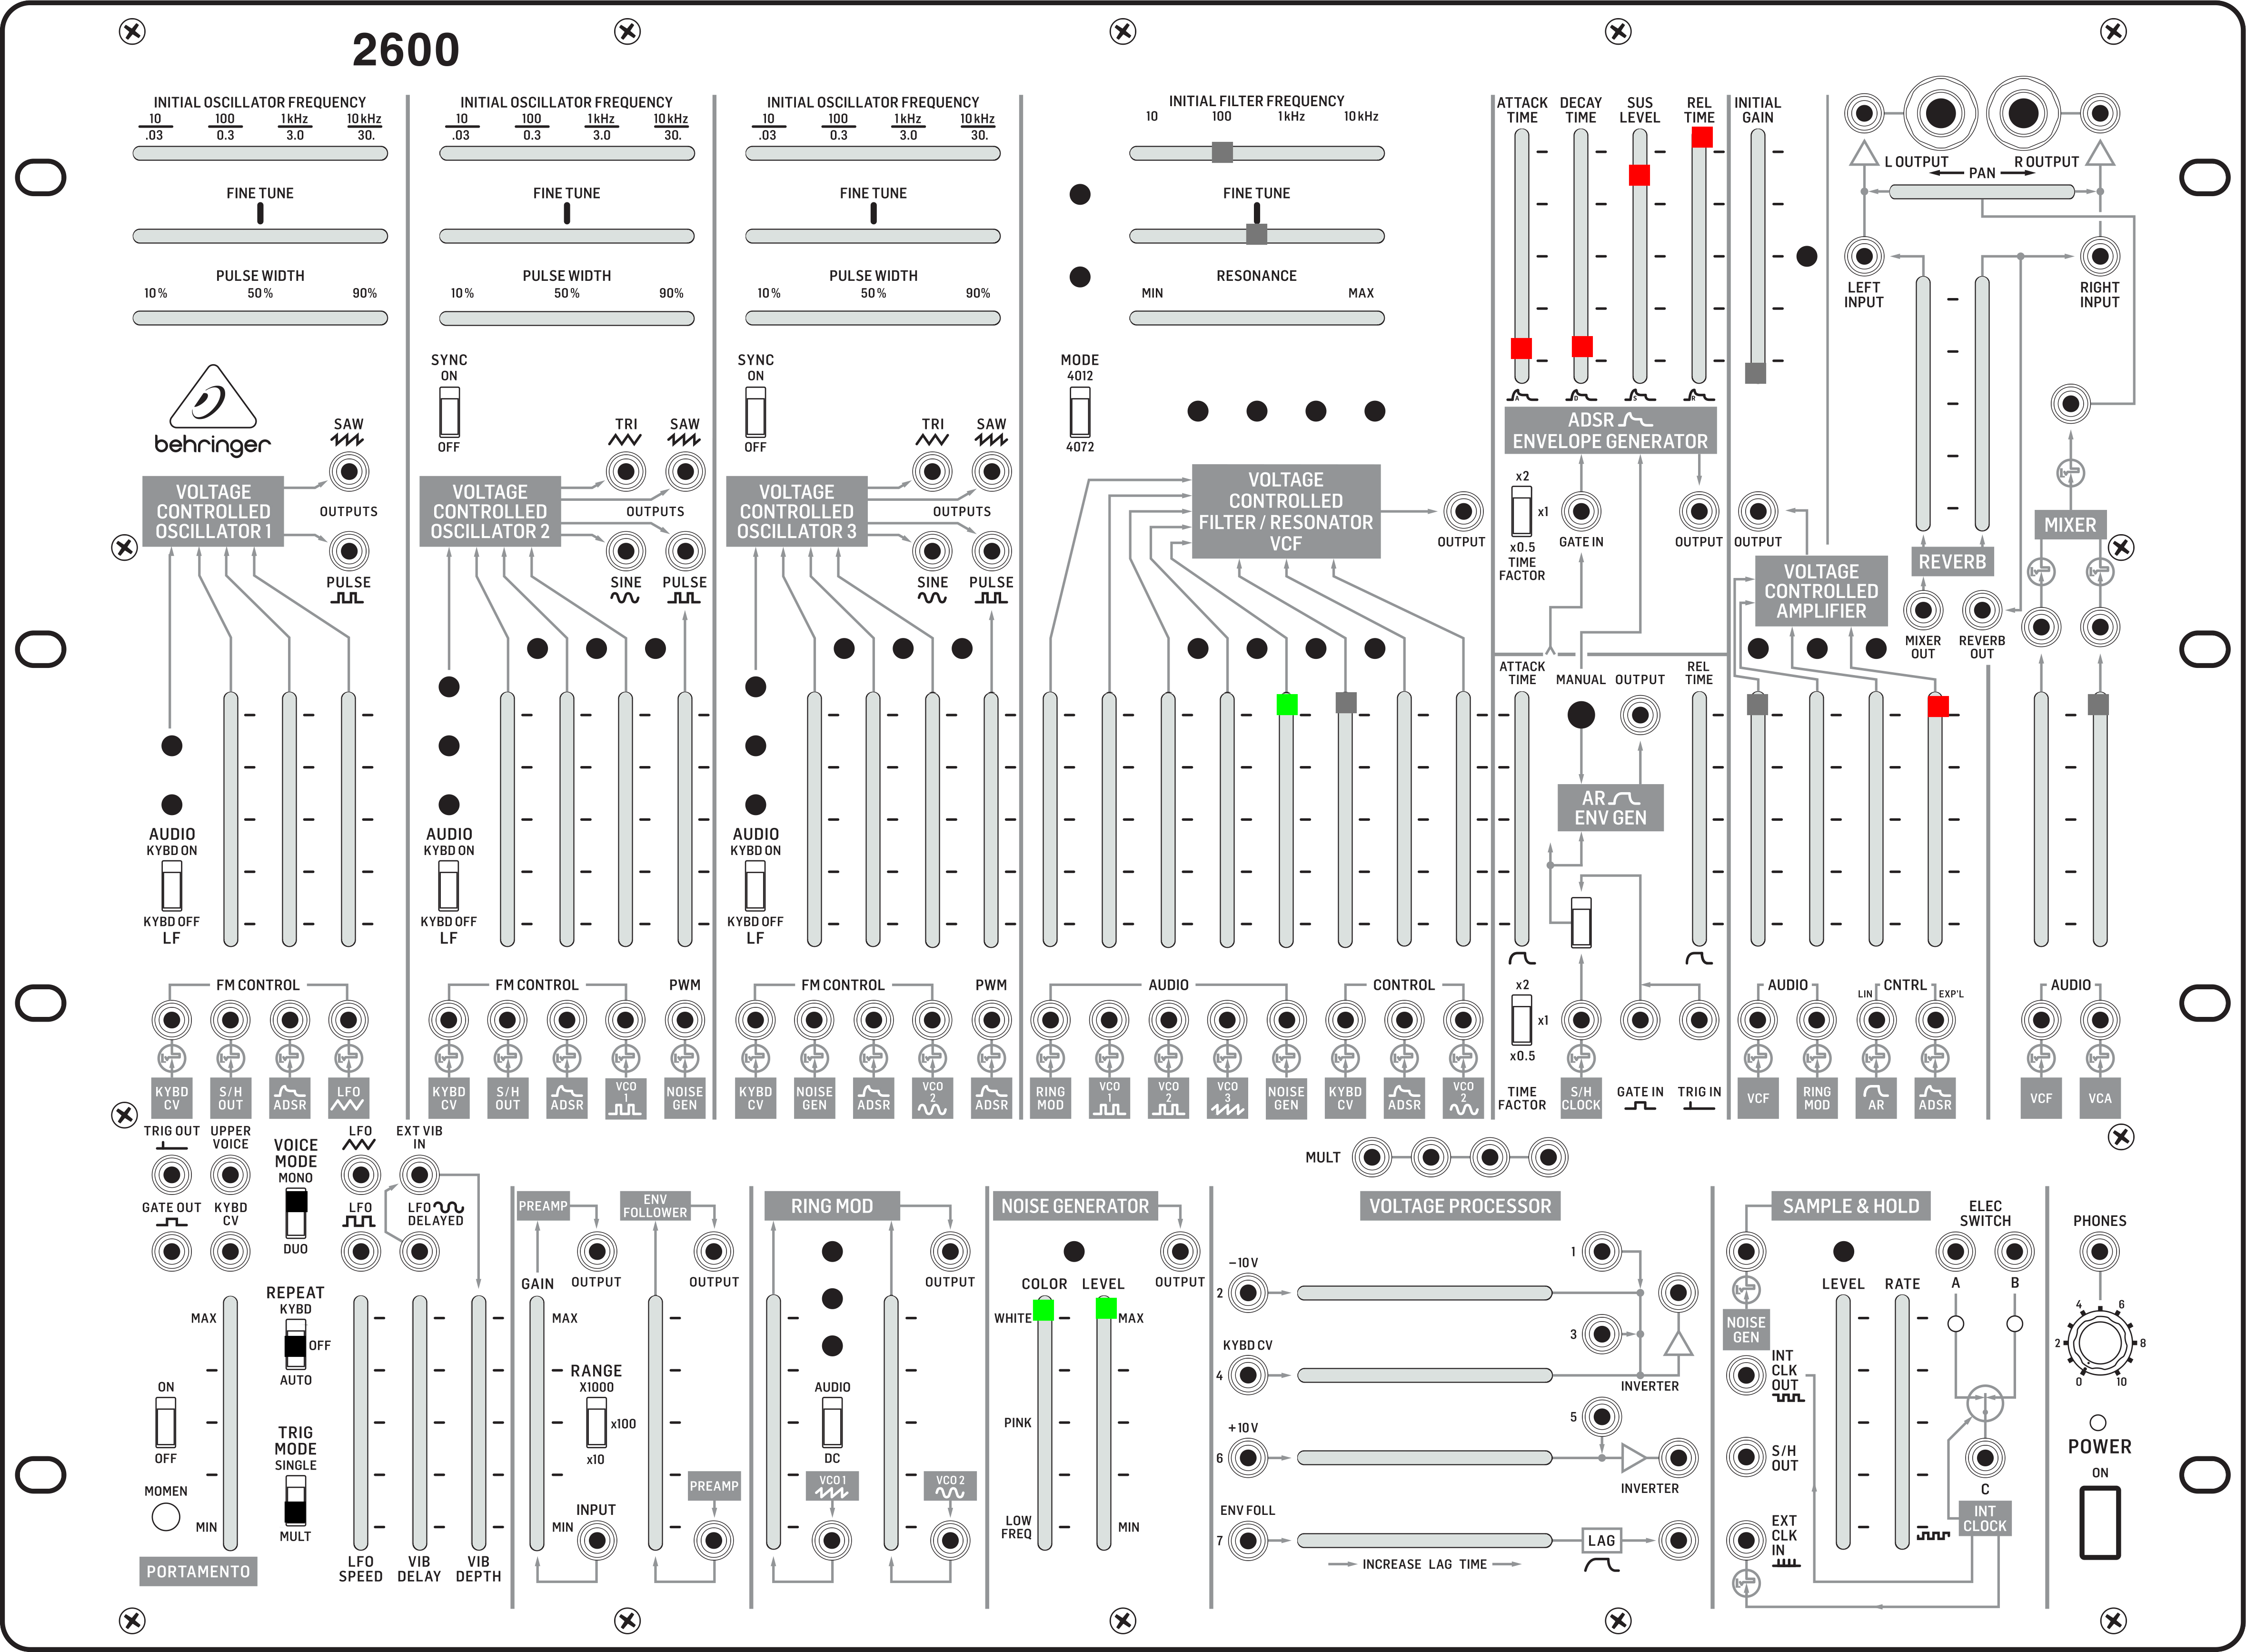 2600
INITIAL OSCILLATOR FREQUENCY
10 100 1kHz 10kHz
.03 0.3 3.0 30.
FINE TUNE
PULSE WIDTH
10% 50% 90%
behringer
SAW
VOLTAGE
CONTROLLED
OSCILLATOR 1
OUTPUTS
PULSE
AUDIO
KYBD ON
KYBD OFF
LF
FM CONTROL
KYBD CV
S/H OUT
ADSR
LFO
INITIAL OSCILLATOR FREQUENCY
10 100 1kHz 10kHz
.03 0.3 3.0 30.
FINE TUNE
PULSE WIDTH
10% 50% 90%
SYNC
ON
OFF
TRI SAW
VOLTAGE
CONTROLLED
OSCILLATOR 2
OUTPUTS
SINE PULSE
AUDIO
KYBD ON
KYBD OFF
LF
FM CONTROL PWM
KYBD CV
S/H OUT
ADSR
VCO 1
NOISE GEN
INITIAL OSCILLATOR FREQUENCY
10 100 1kHz 10kHz
.03 0.3 3.0 30.
FINE TUNE
PULSE WIDTH
10% 50% 90%
SYNC
ON
OFF
TRI SAW
VOLTAGE
CONTROLLED
OSCILLATOR 3
OUTPUTS
SINE PULSE
AUDIO
KYBD ON
KYBD OFF
LF
FM CONTROL PWM
KYBD CV
NOISE GEN
ADSR
VCO 2
ADSR
INITIAL FILTER FREQUENCY
10 100 1kHz 10kHz
FINE TUNE
RESONANCE
MIN MAX
MODE
4012
4072
VOLTAGE
CONTROLLED
FILTER / RESONATOR
VCF
OUTPUT
AUDIO CONTROL
RING MOD
VCO 1
VCO 2
VCO 3
NOISE GEN
KYBD CV
ADSR
VCO 2
ATTACK TIME
DECAY TIME
SUS LEVEL
REL TIME
A D S R
ADSR
ENVELOPE GENERATOR
x2
x1
x0.5
TIME
FACTOR
GATE IN
OUTPUT
ATTACK TIME
MANUAL
OUTPUT
REL TIME
AR
ENV GEN
x2
x1
x0.5
TIME
FACTOR
S/H CLOCK
GATE IN
TRIG IN
INITIAL
GAIN
OUTPUT
VOLTAGE
CONTROLLED
AMPLIFIER
AUDIO CNTRL
LIN EXP'L
VCF
RING MOD
AR
ADSR
L OUTPUT R OUTPUT
PAN
LEFT
INPUT
RIGHT
INPUT
MIXER
REVERB
MIXER
OUT
REVERB
OUT
AUDIO
VCF
VCA
TRIG OUT
UPPER
VOICE
GATE OUT
KYBD
CV
VOICE
MODE
MONO
DUO
LFO
EXT VIB
IN
LFO
LFO
DELAYED
REPEAT
KYBD
OFF
AUTO
TRIG
MODE
SINGLE
MULT
MAX
MIN
ON
OFF
MOMEN
PORTAMENTO
LFO
SPEED
VIB
DELAY
VIB
DEPTH
PREAMP
OUTPUT
GAIN
MAX
RANGE
X1000
x100
x10
INPUT
MIN
ENV
FOLLOWER
OUTPUT
PREAMP
RING MOD
OUTPUT
AUDIO
DC
VCO 1
VCO 2
NOISE GENERATOR
OUTPUT
COLOR LEVEL
WHITE MAX
PINK
LOW
FREQ
MIN
MULT
VOLTAGE PROCESSOR
-10V
1
2
3
KYBD CV
4
INVERTER
+10V
5
6
INVERTER
ENV FOLL
7
LAG
INCREASE LAG TIME
SAMPLE & HOLD
ELEC
SWITCH
A B
LEVEL RATE
NOISE
GEN
INT
CLK
OUT
S/H
OUT
C
EXT
CLK
IN
INT
CLOCK
PHONES
4 6
2 8
0 10
POWER
ON